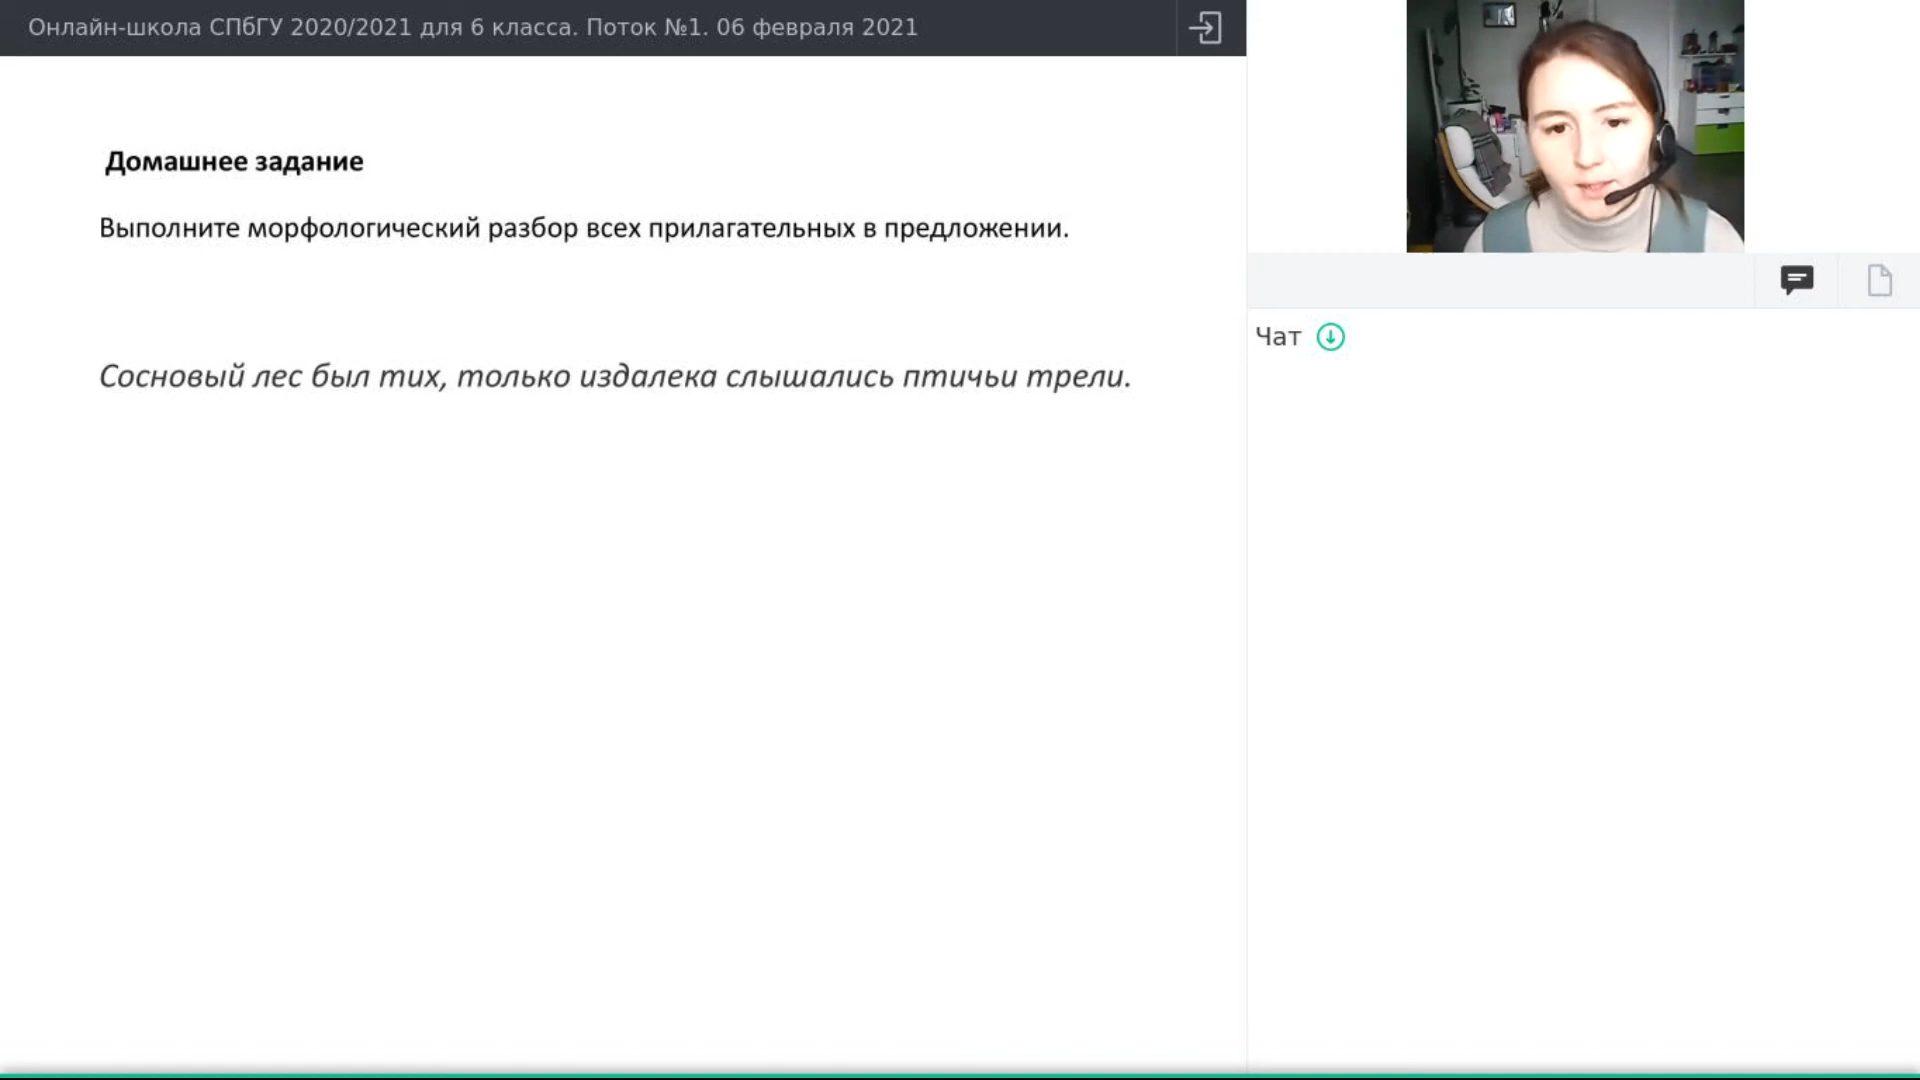 Онлайн-школа СПбГУ 2020/2021 для 6 класса. Поток №1. 06 февраля 2021
Домашнее задание
Выполните морфологический разбор всех прилагательных в предложении.
Сосновый лес был тих, только издалека слышались птичьи трели.
Чат